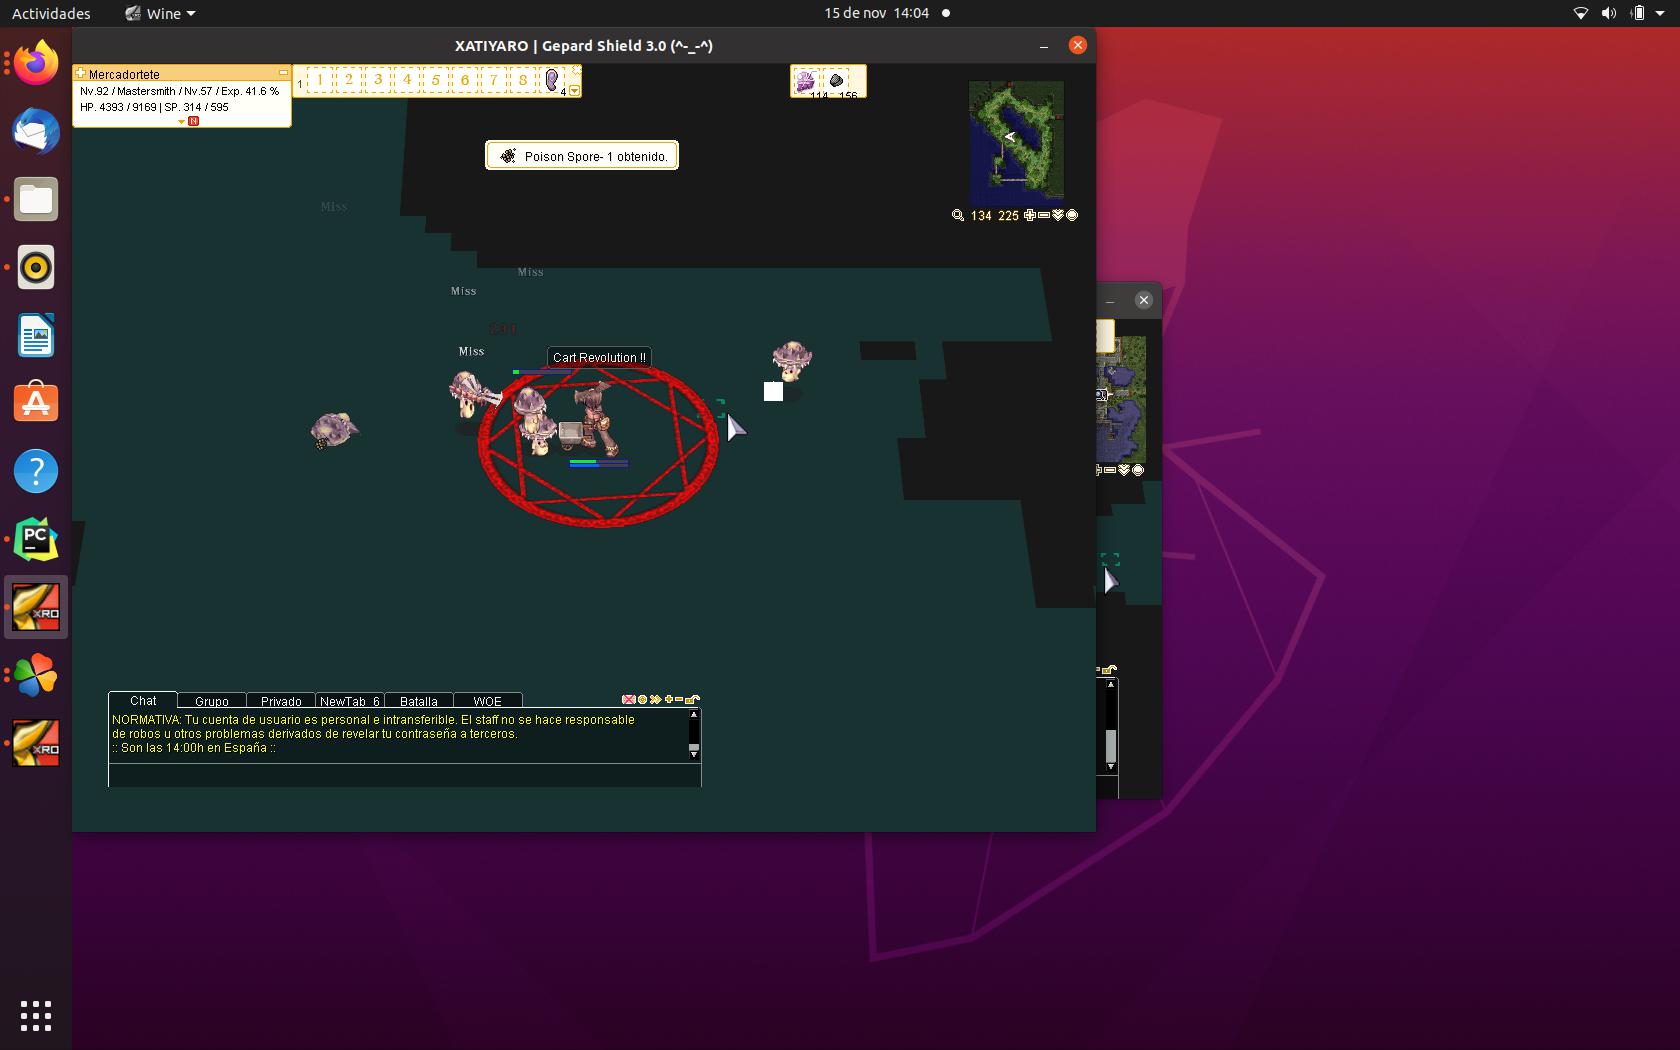 Actividades
Wine
15 de nov 14:04
XATIYARO | Gepard Shield 3.0 (^-_-^)
Mercadortete
Nv.92 / Mastersmith / Nv.57 / Exp. 41.6 %
HP. 4393 / 9169 | SP. 314 / 595
N
1 1 2 3 4 5 6 7 8 4
114 156
Poison Spore- 1 obtenido.
134 225
Miss
Miss
Miss
Miss
Cart Revolution !!
PC
XRO
XRO
Chat Grupo Privado NewTab_6 Batalla WOE
NORMATIVA: Tu cuenta de usuario es personal e intransferible. El staff no se hace responsable
de robos u otros problemas derivados de revelar tu contraseña a terceros.
:: Son las 14:00h en España ::